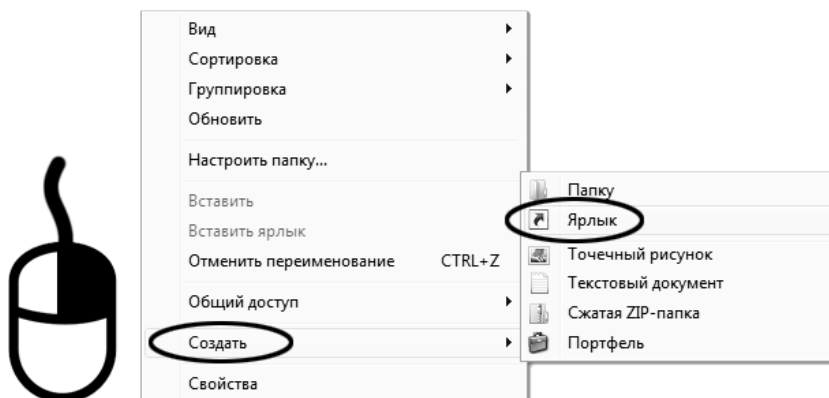 Вид
Сортировка
Группировка
Обновить
Настроить папку...
Вставить
Вставить ярлык
Отменить переименование CTRL+Z
Общий доступ
Создать
Свойства
Папку
Ярлык
Точечный рисунок
Текстовый документ
Сжатая ZIP-папка
Портфель